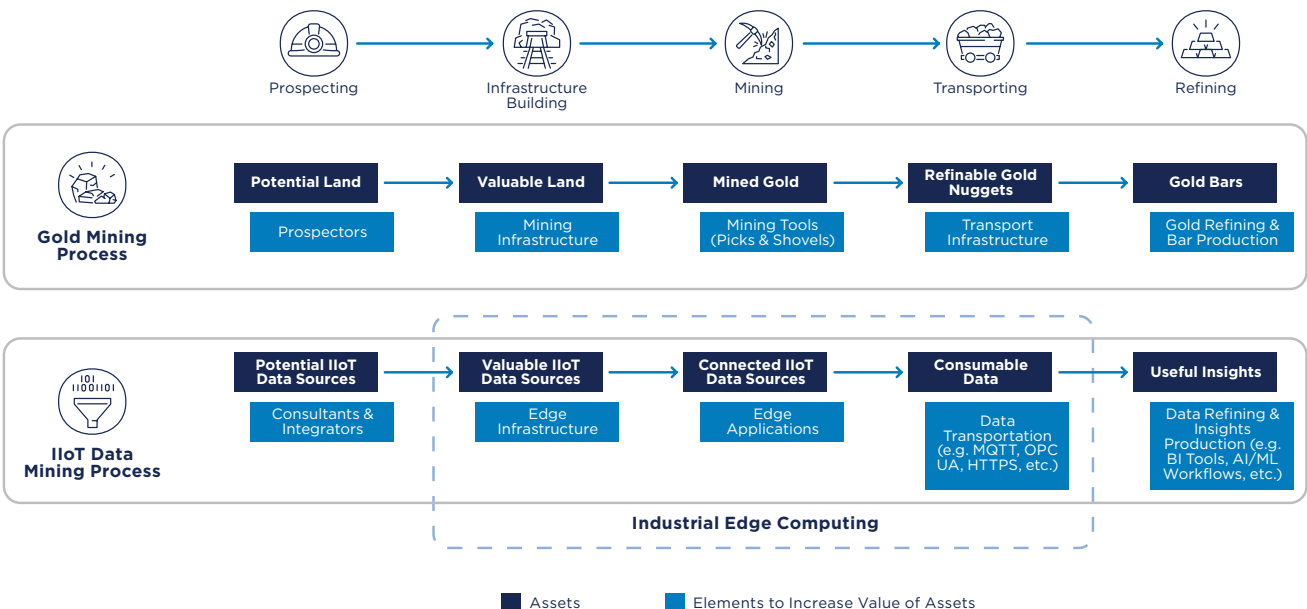 Prospecting
Infrastructure
Building
Mining
Transporting
Refining
Gold Mining
Process
Potential Land
Valuable Land
Mined Gold
Refinable Gold
Nuggets
Gold Bars
Prospectors
Mining
Infrastructure
Mining Tools
(Picks & Shovels)
Transport
Infrastructure
Gold Refining &
Bar Production
101
11001101
IIoT Data
Mining Process
Potential IIoT
Data Sources
Valuable IIoT
Data Sources
Connected IIoT
Data Sources
Consumable
Data
Useful Insights
Consultants &
Integrators
Edge
Infrastructure
Edge
Applications
Data
Transportation
(e.g. MQTT, OPC
UA, HTTPS, etc.)
Data Refining &
Insights
Production (e.g.
BI Tools, AI/ML
Workflows, etc.)
Industrial Edge Computing
Assets
Elements to Increase Value of Assets